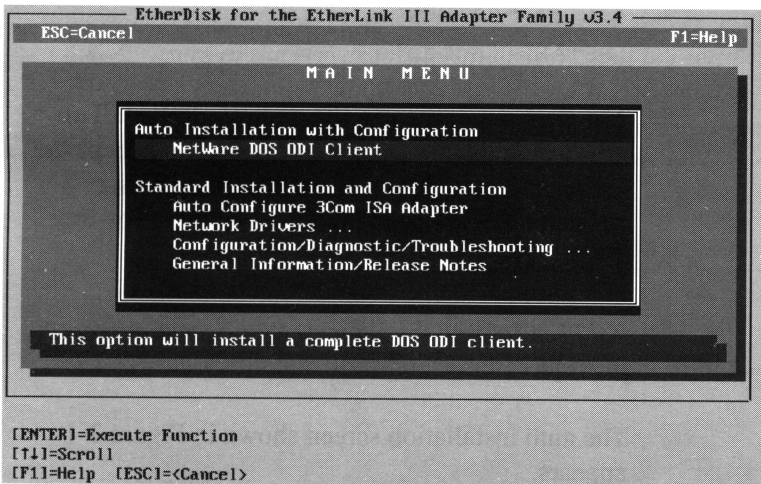 EtherDisk for the EtherLink III Adapter Family v3.4
ESC=Cancel F1=Help
MAIN MENU
Auto Installation with Configuration
NetWare DOS ODI Client
Standard Installation and Configuration
Auto Configure 3Com ISA Adapter
Network Drivers ...
Configuration/Diagnostic/Troubleshooting ...
General Information/Release Notes
This option will install a complete DOS ODI client.
[ENTER]=Execute Function
[↑↓]=Scroll
[F1]=Help [ESC]=<Cancel>